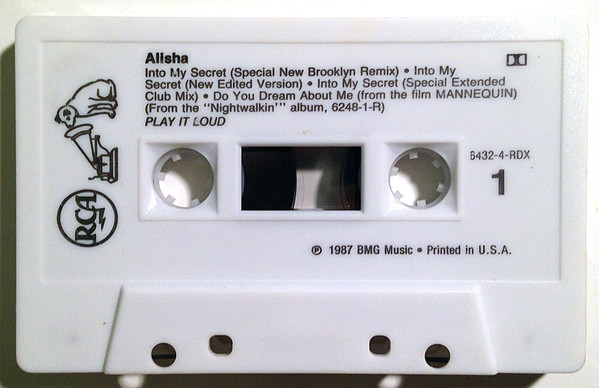 Alisha
Into My Secret (Special New Brooklyn Remix) • Into My
Secret (New Edited Version) • Into My Secret (Special Extended
Club Mix) • Do You Dream About Me (from the film MANNEQUIN)
(From the "Nightwalkin'" album, 6248-1-R)
PLAY IT LOUD
6432-4-RDX
1
RCA
℗ 1987 BMG Music • Printed in U.S.A.